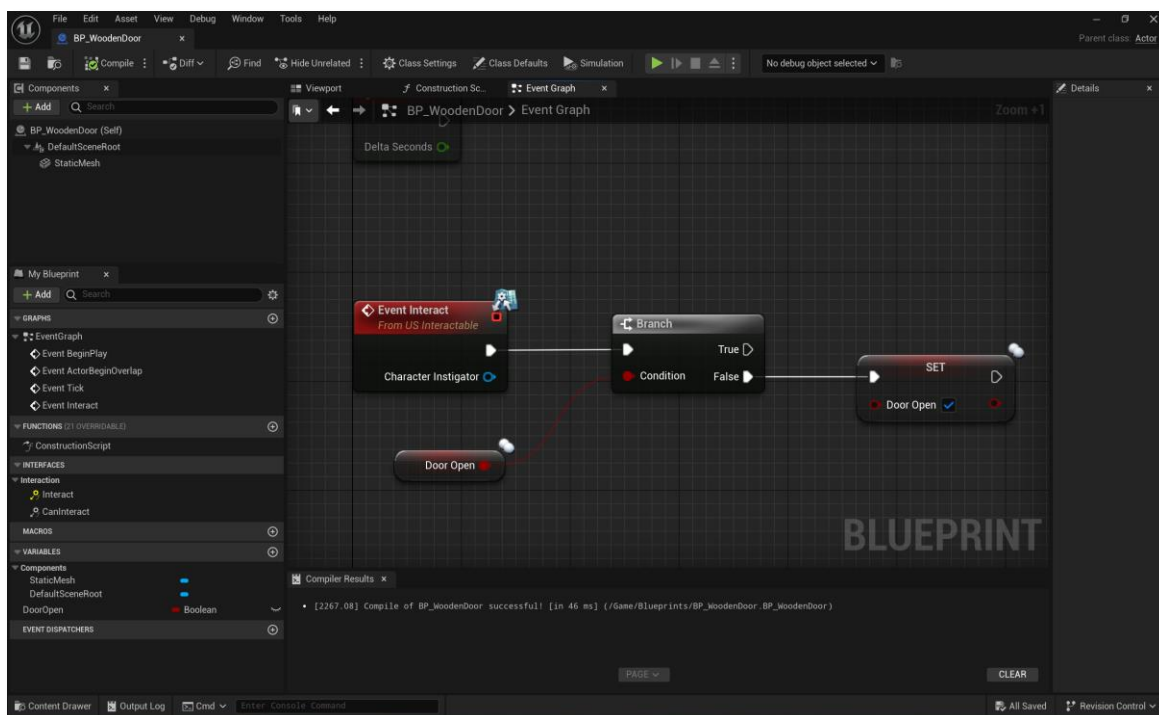 File Edit Asset View Debug Window Tools Help
BP_WoodenDoor
Parent class: Actor
Compile Diff Find Hide Unrelated Class Settings Class Defaults Simulation No debug object selected
Components
Viewport Construction Sc... Event Graph
Details
+ Add Search
BP_WoodenDoor > Event Graph
Zoom +1
BP_WoodenDoor (Self)
DefaultSceneRoot
StaticMesh
Delta Seconds
My Blueprint
+ Add Search
GRAPHS
EventGraph
Event BeginPlay
Event ActorBeginOverlap
Event Tick
Event Interact
FUNCTIONS (21 OVERRIDABLE)
ConstructionScript
INTERFACES
Interaction
Interact
CanInteract
MACROS
VARIABLES
Components
StaticMesh
DefaultSceneRoot
DoorOpen Boolean
EVENT DISPATCHERS
Event Interact
From US Interactable
Character Instigator
Door Open
Branch
True
Condition False
SET
Door Open
BLUEPRINT
Compiler Results
[2267.08] Compile of BP_WoodenDoor successful! [in 46 ms] (/Game/Blueprints/BP_WoodenDoor.BP_WoodenDoor)
PAGE
CLEAR
Content Drawer Output Log Cmd Enter Console Command All Saved Revision Control